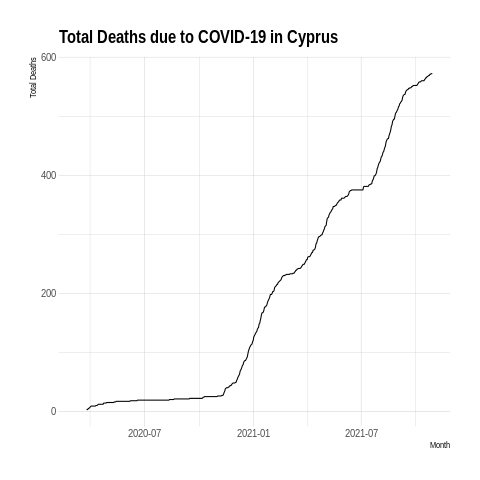 Total Deaths due to COVID-19 in Cyprus
Total Deaths
600
400
200
0
2020-07 2021-01 2021-07
Month